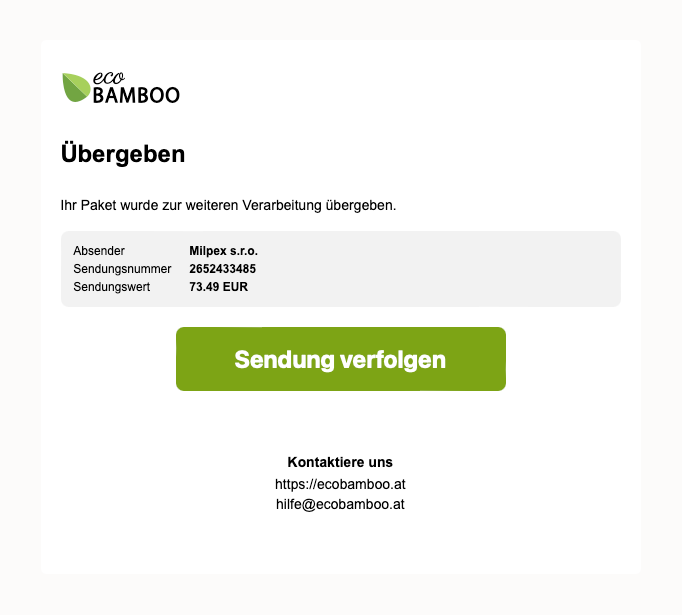 eco
BAMBOO
Übergeben
Ihr Paket wurde zur weiteren Verarbeitung übergeben.
Absender Milpex s.r.o.
Sendungsnummer 2652433485
Sendungswert 73.49 EUR
Sendung verfolgen
Kontaktiere uns
https://ecobamboo.at
hilfe@ecobamboo.at